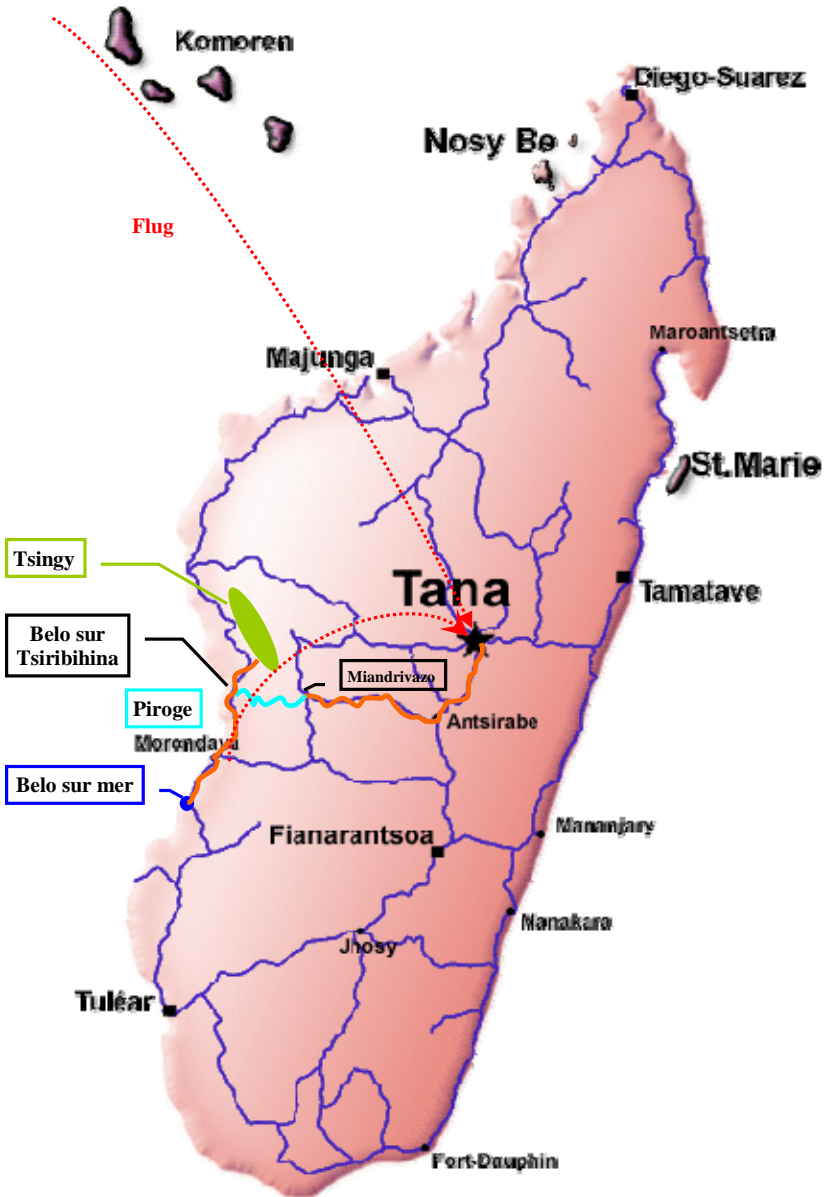 Komoren
Diego-Suarez
Nosy Be
Flug
Maroantsetra
Majunga
St.Marie
Tsingy
Tana
Tamatave
Belo sur
Tsiribihina
Miandrivazo
Piroge
Antsirabe
Morondava
Belo sur mer
Mananjary
Fianarantsoa
Manakara
Jhosy
Tuléar
Fort-Dauphin